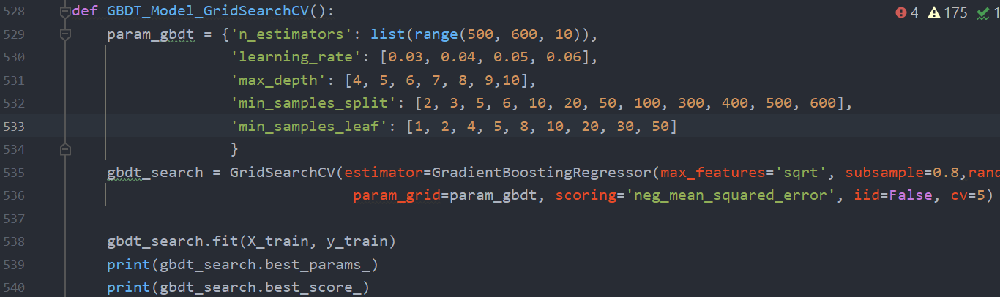 528 def GBDT_Model_GridSearchCV(): 4 175 1
529 param_gbdt = {'n_estimators': list(range(500, 600, 10)),
530 'learning_rate': [0.03, 0.04, 0.05, 0.06],
531 'max_depth': [4, 5, 6, 7, 8, 9,10],
532 'min_samples_split': [2, 3, 5, 6, 10, 20, 50, 100, 300, 400, 500, 600],
533 'min_samples_leaf': [1, 2, 4, 5, 8, 10, 20, 30, 50]
534 }
535 gbdt_search = GridSearchCV(estimator=GradientBoostingRegressor(max_features='sqrt', subsample=0.8,rand
536 param_grid=param_gbdt, scoring='neg_mean_squared_error', iid=False, cv=5)
537
538 gbdt_search.fit(X_train, y_train)
539 print(gbdt_search.best_params_)
540 print(gbdt_search.best_score_)